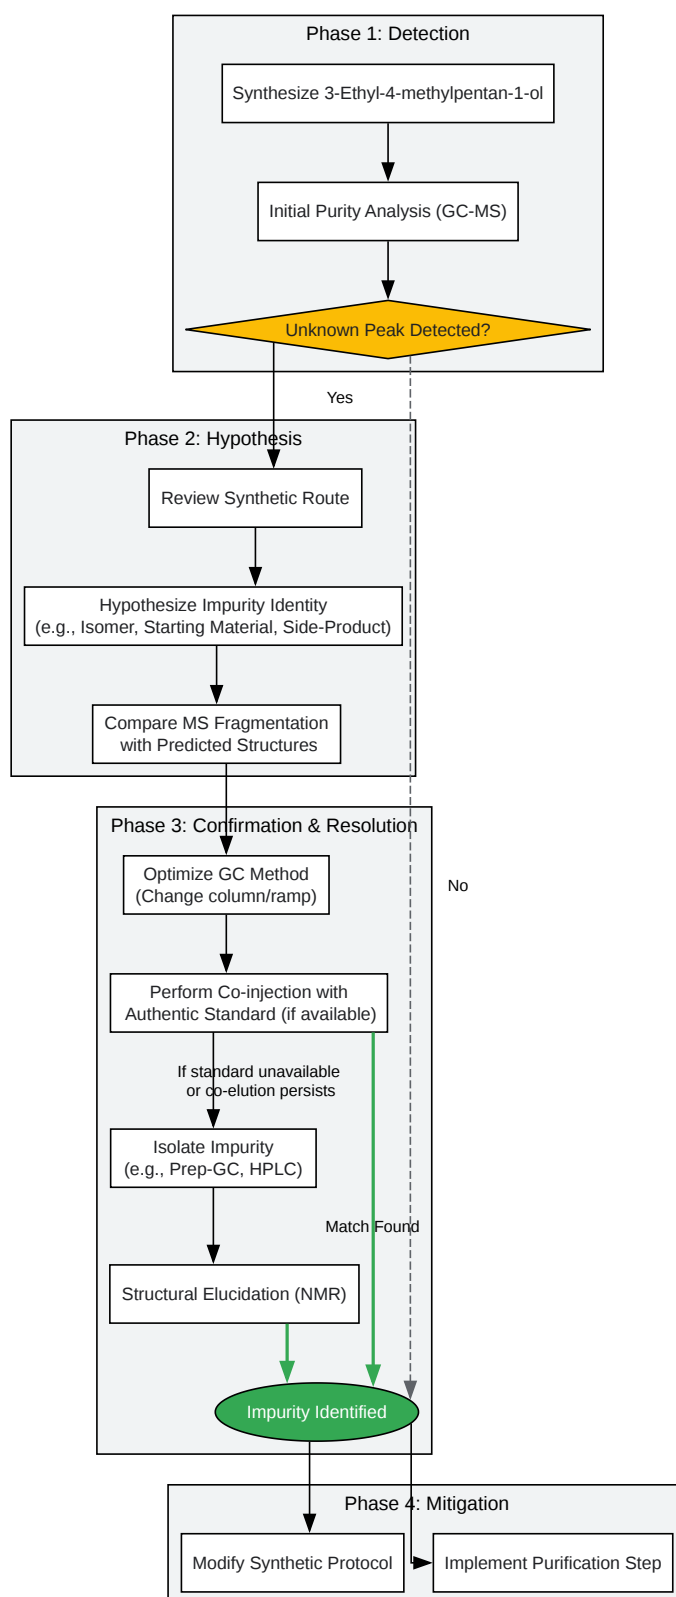 Phase 1: Detection
Synthesize 3-Ethyl-4-methylpentan-1-ol
Initial Purity Analysis (GC-MS)
Unknown Peak Detected?
Yes
Phase 2: Hypothesis
Review Synthetic Route
Hypothesize Impurity Identity
(e.g., Isomer, Starting Material, Side-Product)
Compare MS Fragmentation
with Predicted Structures
Phase 3: Confirmation & Resolution
Optimize GC Method
(Change column/ramp)
No
Perform Co-injection with
Authentic Standard (if available)
If standard unavailable
or co-elution persists
Isolate Impurity
(e.g., Prep-GC, HPLC)
Match Found
Structural Elucidation (NMR)
Impurity Identified
Phase 4: Mitigation
Modify Synthetic Protocol
Implement Purification Step